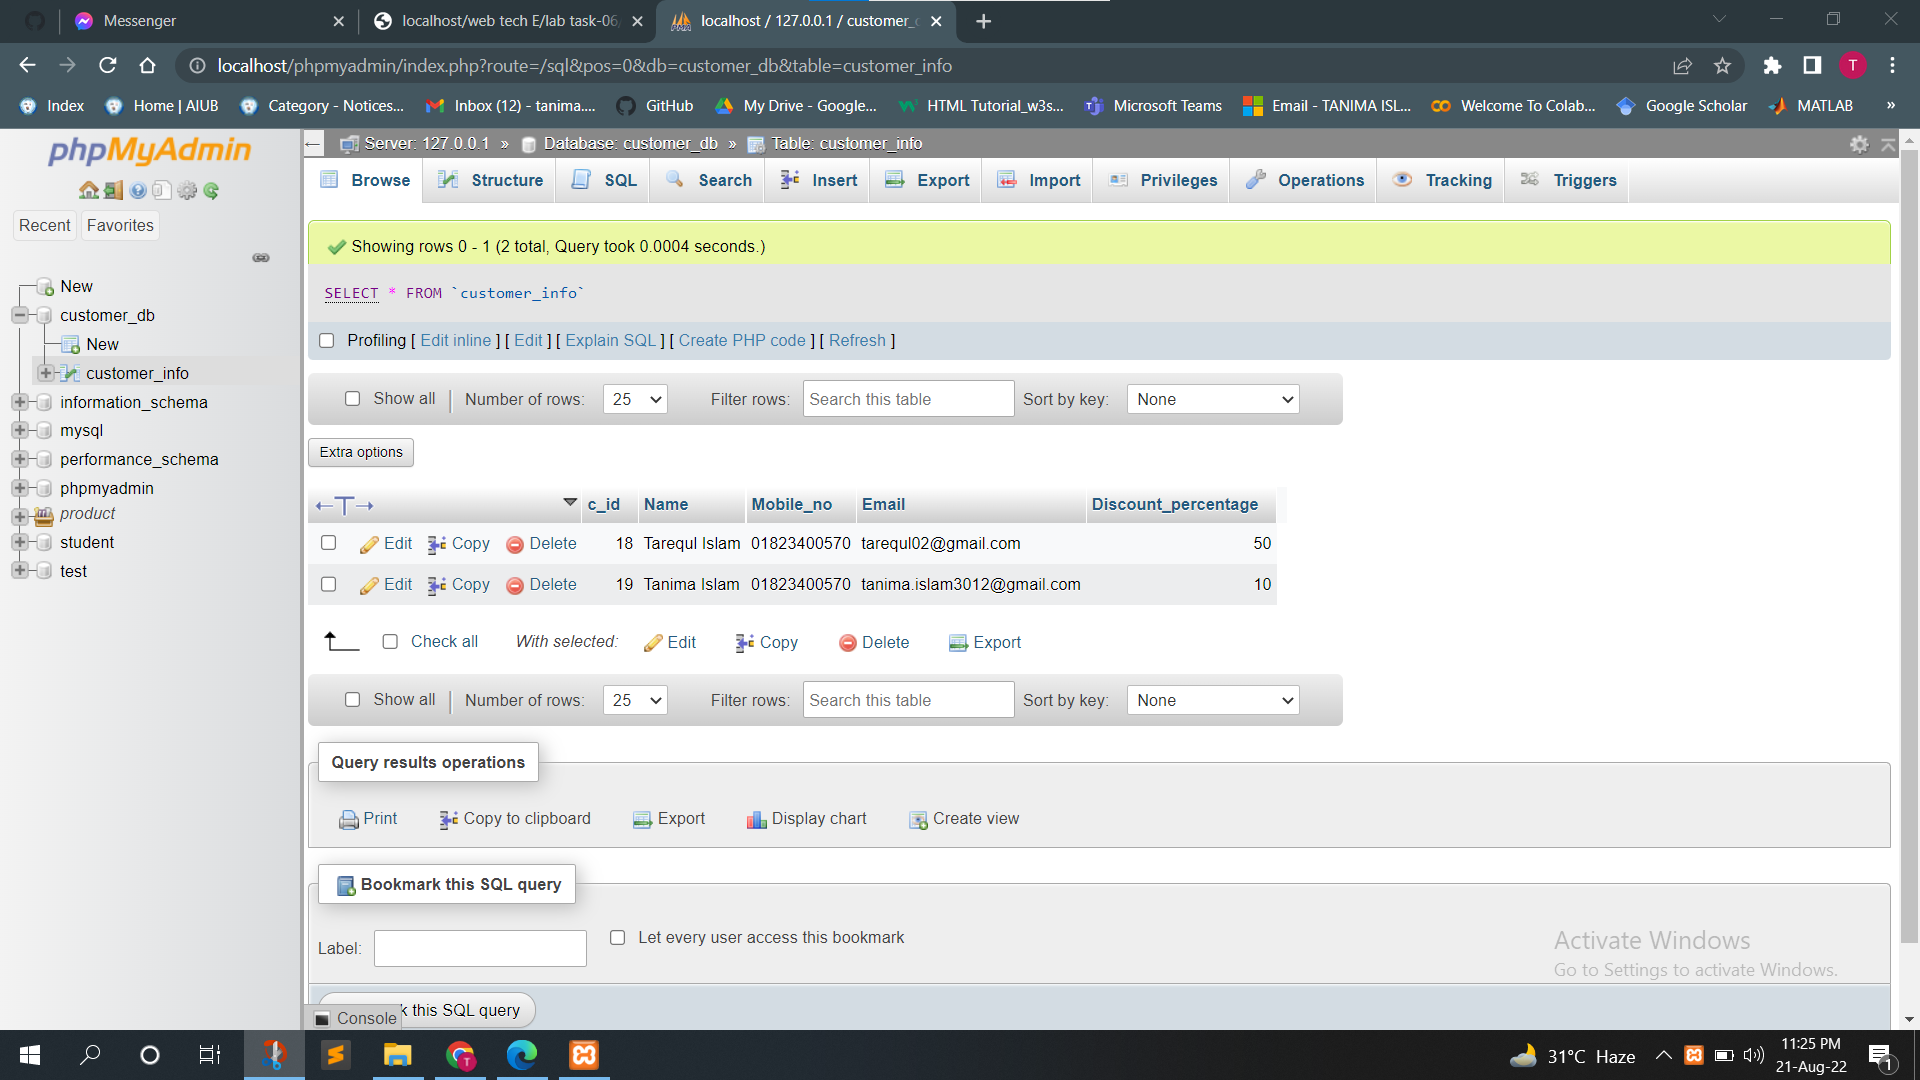 Messenger
localhost/web tech E/lab task-06/
localhost / 127.0.0.1 / customer_
localhost/phpmyadmin/index.php?route=/sql&pos=0&db=customer_db&table=customer_info
T
Index
Home | AIUB
Category - Notices...
Inbox (12) - tanima....
GitHub
My Drive - Google...
HTML Tutorial_w3s...
Microsoft Teams
Email - TANIMA ISL...
Welcome To Colab...
Google Scholar
MATLAB
»
phpMyAdmin
Recent
Favorites
New
customer_db
New
customer_info
information_schema
mysql
performance_schema
phpmyadmin
product
student
test
Server: 127.0.0.1 » Database: customer_db » Table: customer_info
Browse
Structure
SQL
Search
Insert
Export
Import
Privileges
Operations
Tracking
Triggers
Showing rows 0 - 1 (2 total, Query took 0.0004 seconds.)
SELECT * FROM `customer_info`
Profiling [ Edit inline ] [ Edit ] [ Explain SQL ] [ Create PHP code ] [ Refresh ]
Show all | Number of rows: 25 Filter rows: Search this table Sort by key: None
Extra options
←T→ c_id Name Mobile_no Email Discount_percentage
Edit Copy Delete 18 Tarequl Islam 01823400570 tarequl02@gmail.com 50
Edit Copy Delete 19 Tanima Islam 01823400570 tanima.islam3012@gmail.com 10
Check all With selected: Edit Copy Delete Export
Show all | Number of rows: 25 Filter rows: Search this table Sort by key: None
Query results operations
Print Copy to clipboard Export Display chart Create view
Bookmark this SQL query
Label:
Let every user access this bookmark
Activate Windows
Go to Settings to activate Windows.
this SQL query
Console
31°C Haze
11:25 PM
21-Aug-22
1